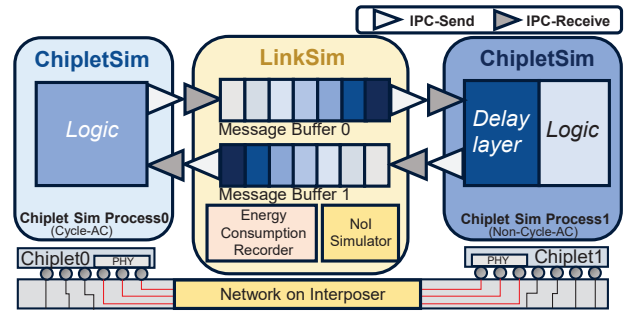 IPC-Send IPC-Receive
ChipletSim
LinkSim
ChipletSim
Logic
Message Buffer 0
Delay
layer
Logic
Message Buffer 1
Chiplet Sim Process0
(Cycle-AC)
Energy
Consumption
Recorder
NoI
Simulator
Chiplet Sim Process1
(Non-Cycle-AC)
Chiplet0
PHY
PHY
Chiplet1
Network on Interposer